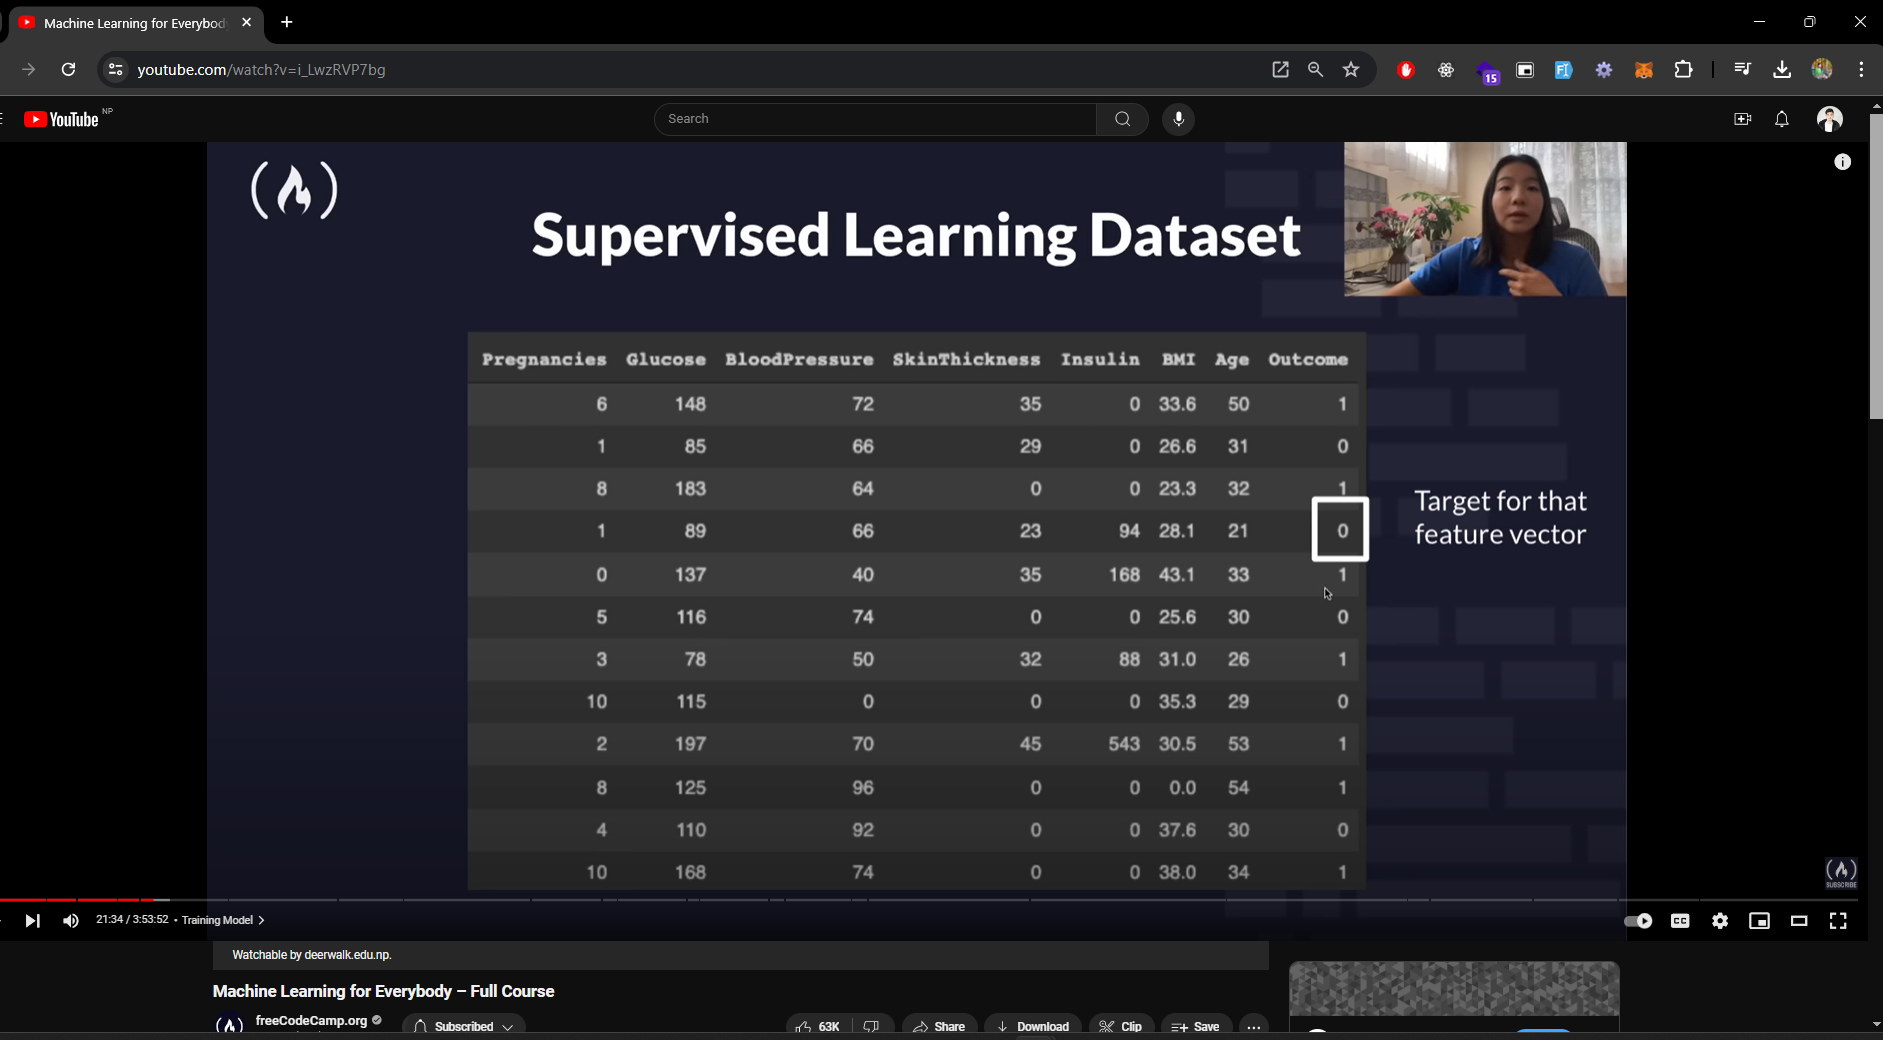 Machine Learning for Everybod
youtube.com/watch?v=i_LwzRVP7bg
15
YouTube NP
Search
Supervised Learning Dataset
Pregnancies Glucose BloodPressure SkinThickness Insulin BMI Age Outcome
6 148 72 35 0 33.6 50 1
1 85 66 29 0 26.6 31 0
8 183 64 0 0 23.3 32 1
1 89 66 23 94 28.1 21 0
0 137 40 35 168 43.1 33 1
5 116 74 0 0 25.6 30 0
3 78 50 32 88 31.0 26 1
10 115 0 0 0 35.3 29 0
2 197 70 45 543 30.5 53 1
8 125 96 0 0 0.0 54 1
4 110 92 0 0 37.6 30 0
10 168 74 0 0 38.0 34 1
Target for that
feature vector
SUBSCRIBE
21:34 / 3:53:52 • Training Model
CC
Watchable by deerwalk.edu.np.
Machine Learning for Everybody – Full Course
freeCodeCamp.org
Subscribed
63K
Share
Download
Clip
Save